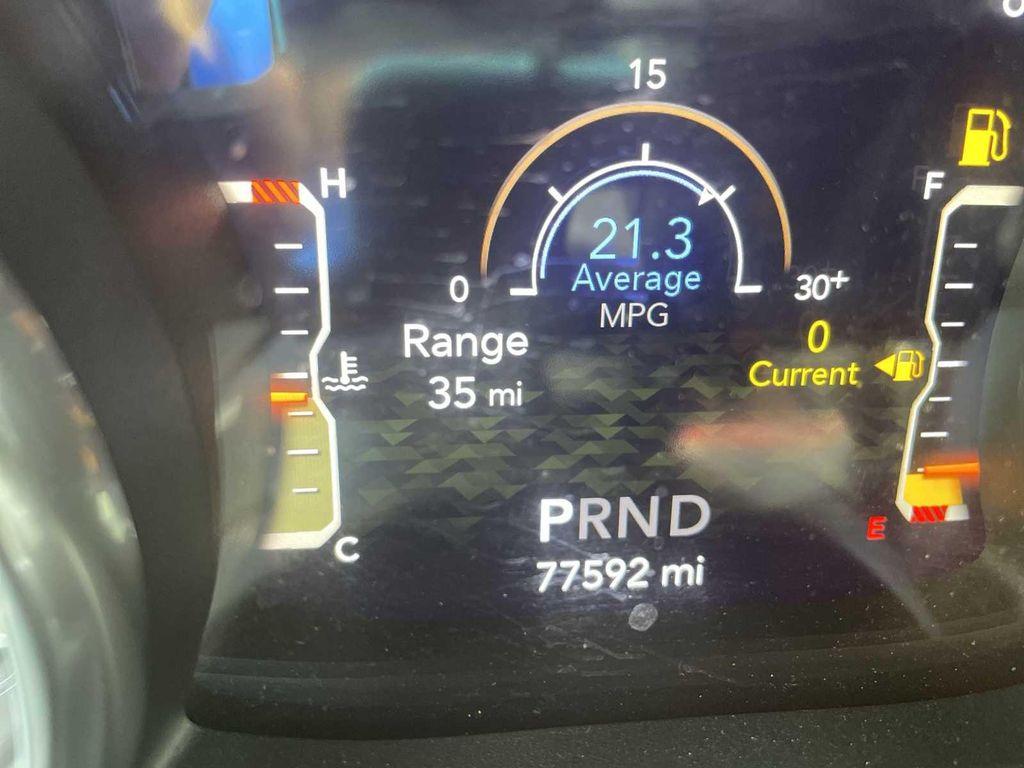 15
H
F
21.3
Average
MPG
0
30+
Range
35 mi
0
Current
PRND
77592 mi
E
C